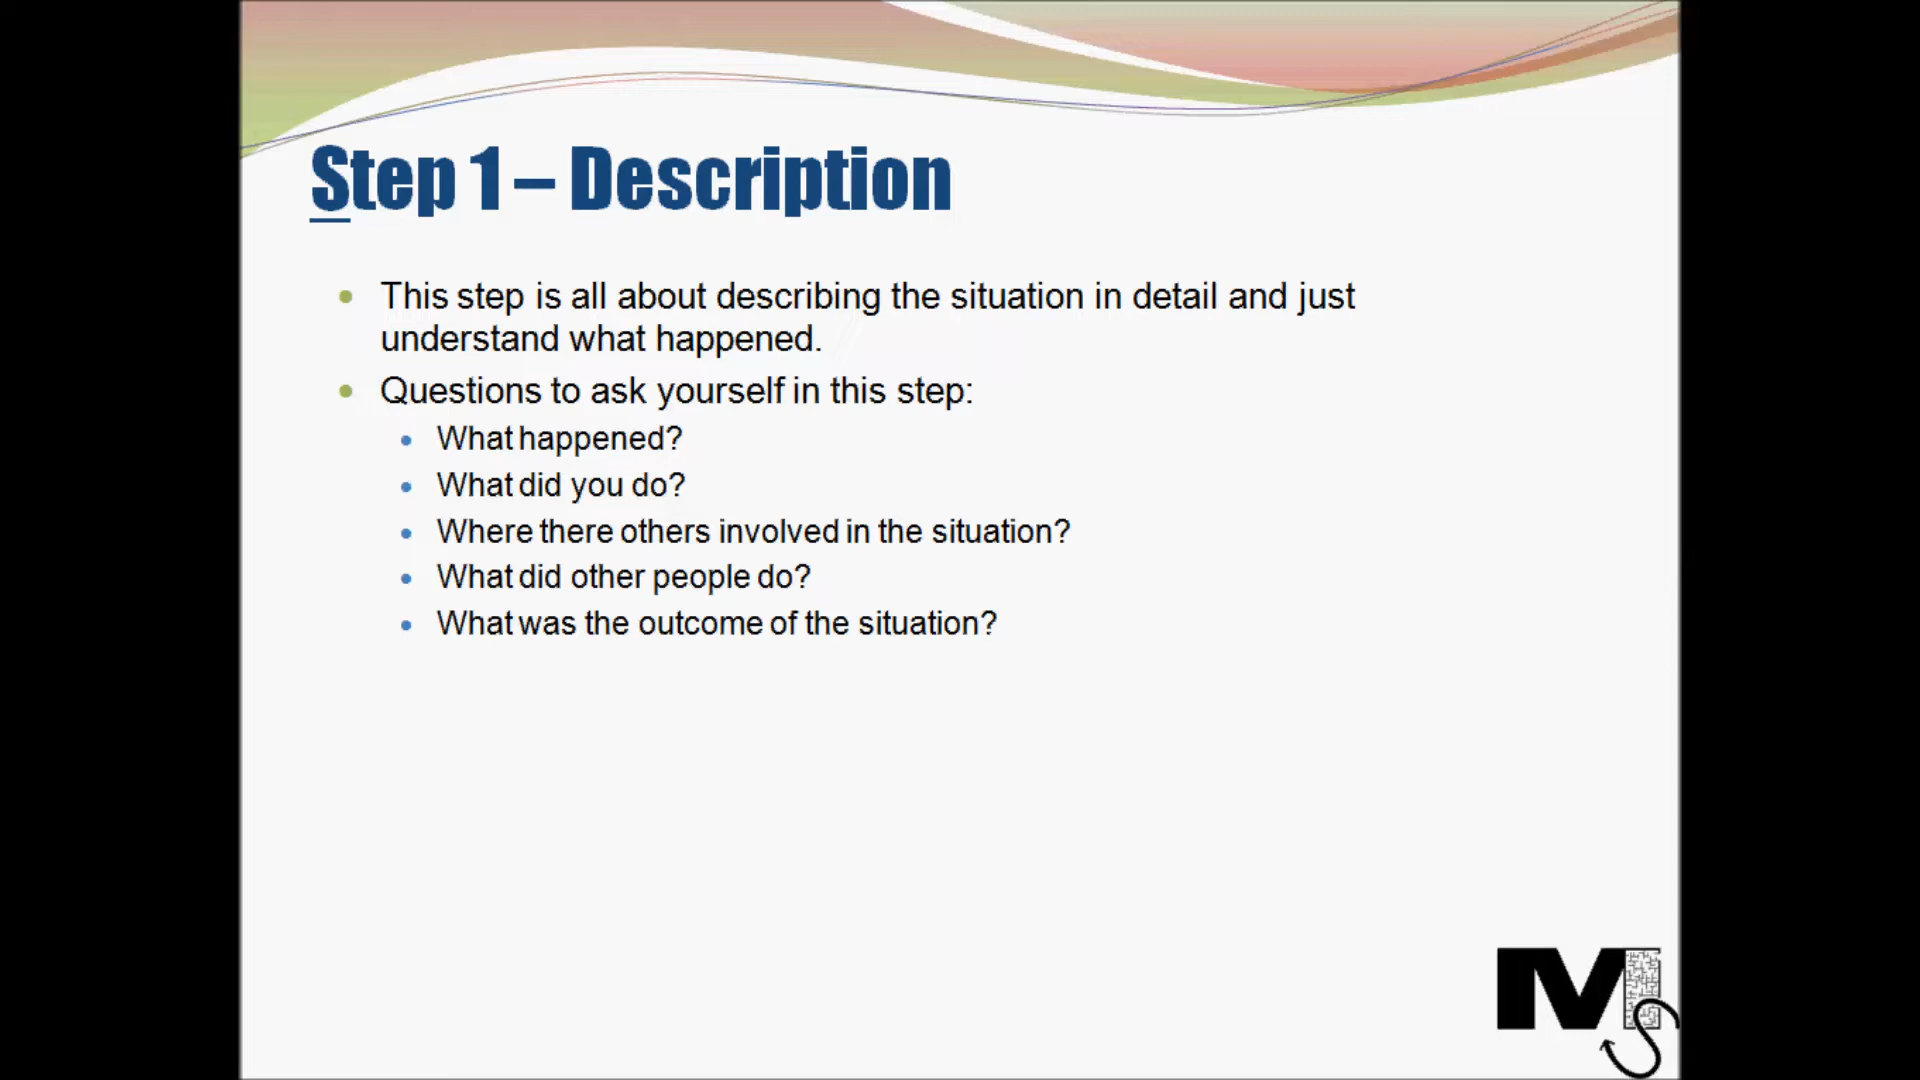 Step 1 – Description
This step is all about describing the situation in detail and just
understand what happened.
Questions to ask yourself in this step:
What happened?
What did you do?
Where there others involved in the situation?
What did other people do?
What was the outcome of the situation?
MS